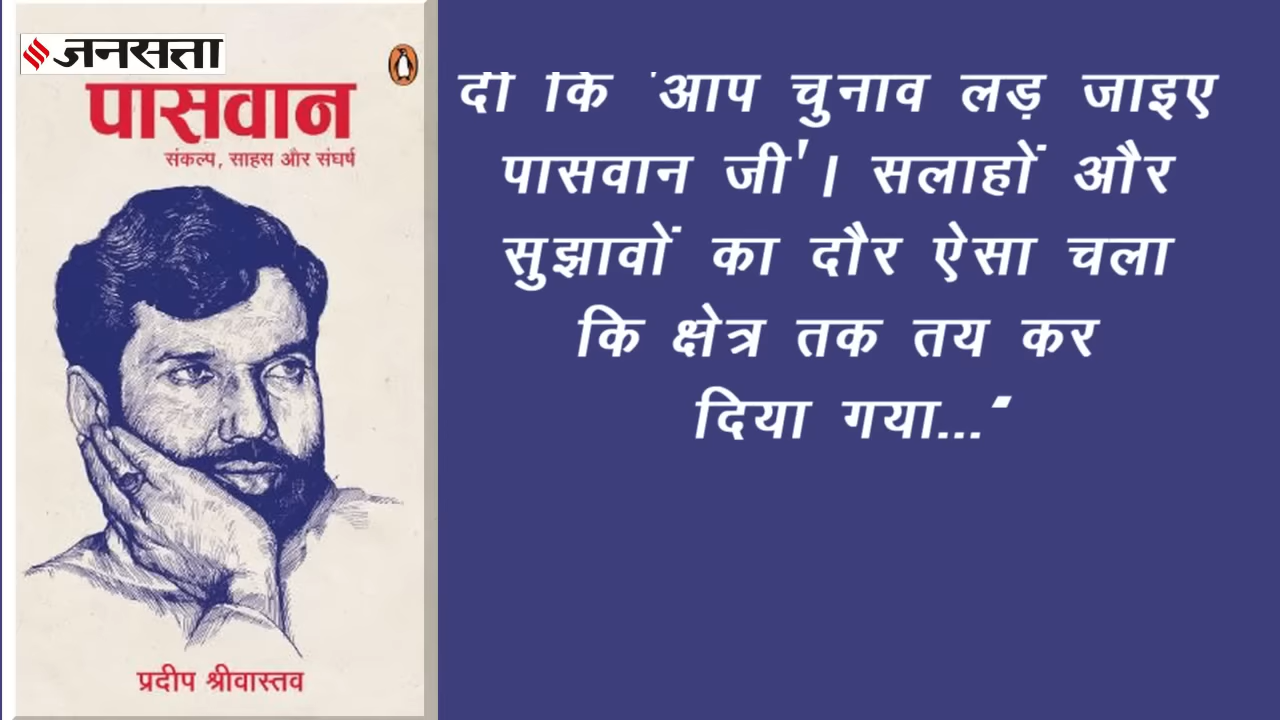 जनसत्ता
पासवान
संकल्प, साहस और संघर्ष
प्रदीप श्रीवास्तव
दी कि 'आप चुनाव लड़ जाइए
पासवान जी'। सलाहों और
सुझावों का दौर ऐसा चला
कि क्षेत्र तक तय कर
दिया गया..."